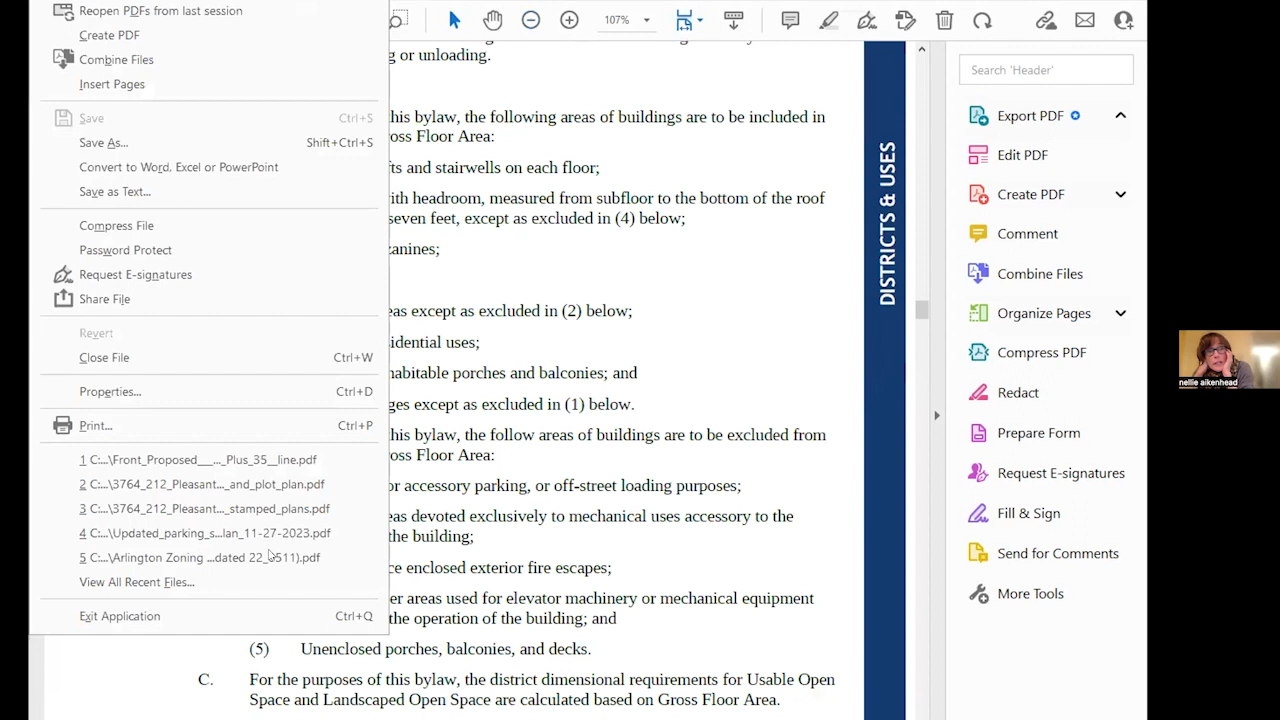 Reopen PDFs from last session
Create PDF
Combine Files
Insert Pages
Save Ctrl+S
Save As... Shift+Ctrl+S
Convert to Word, Excel or PowerPoint
Save as Text...
Compress File
Password Protect
Request E-signatures
Share File
Revert
Close File Ctrl+W
Properties... Ctrl+D
Print... Ctrl+P
1 C:...\Front_Proposed___..._Plus_35__line.pdf
2 C:...\3764_212_Pleasant..._and_plot_plan.pdf
3 C:...\3764_212_Pleasant..._stamped_plans.pdf
4 C:...\Updated_parking_s...lan_11-27-2023.pdf
5 C:...\Arlington Zoning ...dated 22_0511).pdf
View All Recent Files...
Exit Application Ctrl+Q
107%
g or unloading.
his bylaw, the following areas of buildings are to be included in
oss Floor Area:
fts and stairwells on each floor;
ith headroom, measured from subfloor to the bottom of the roof
seven feet, except as excluded in (4) below;
zanines;
eas except as excluded in (2) below;
sidential uses;
habitable porches and balconies; and
ges except as excluded in (1) below.
his bylaw, the follow areas of buildings are to be excluded from
oss Floor Area:
or accessory parking, or off-street loading purposes;
eas devoted exclusively to mechanical uses accessory to the
the building;
ce enclosed exterior fire escapes;
er areas used for elevator machinery or mechanical equipment
the operation of the building; and
(5) Unenclosed porches, balconies, and decks.
C. For the purposes of this bylaw, the district dimensional requirements for Usable Open
Space and Landscaped Open Space are calculated based on Gross Floor Area.
DISTRICTS & USES
Search 'Header'
Export PDF
Edit PDF
Create PDF
Comment
Combine Files
Organize Pages
Compress PDF
Redact
Prepare Form
Request E-signatures
Fill & Sign
Send for Comments
More Tools
nellie aikenhead